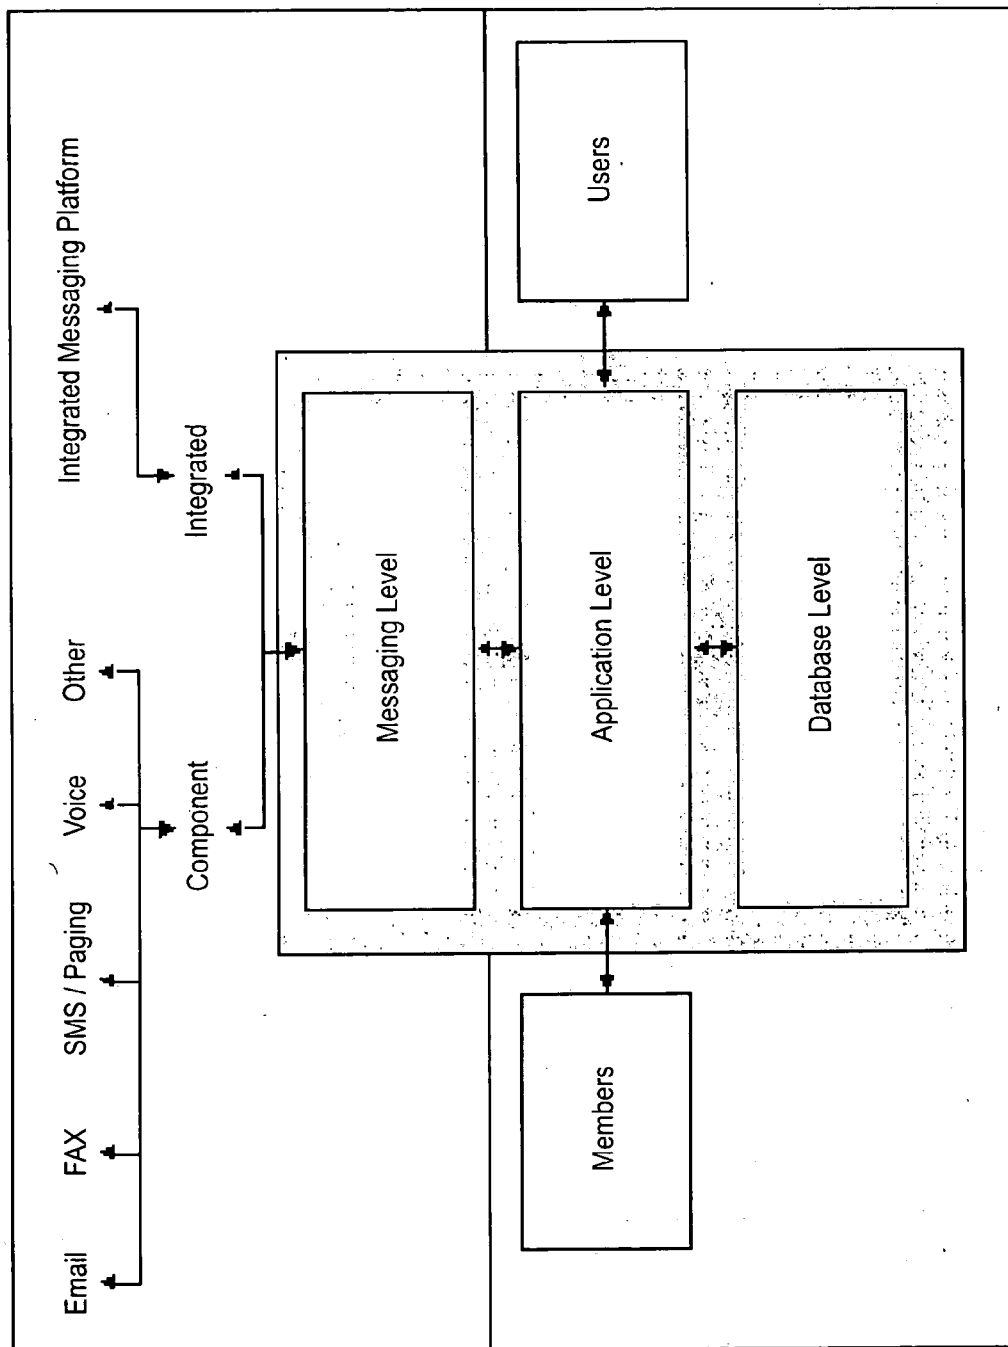 Email
FAX
SMS / Paging
Voice
Other
Integrated Messaging Platform
Component
Integrated
Messaging Level
Members
Application Level
Users
Database Level